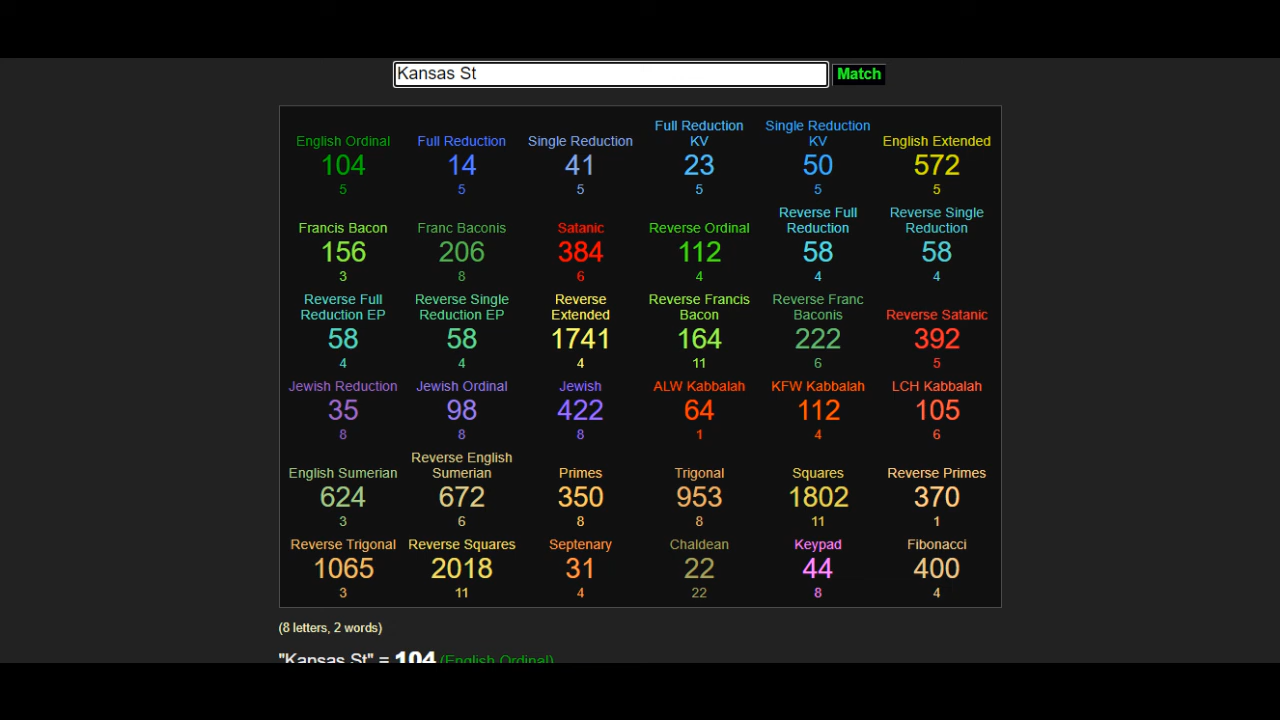 Kansas St Match
Full Reduction Single Reduction
English Ordinal Full Reduction Single Reduction KV KV English Extended
104 14 41 23 50 572
5 5 5 5 5 5
Reverse Full Reverse Single
Francis Bacon Franc Baconis Satanic Reverse Ordinal Reduction Reduction
156 206 384 112 58 58
3 8 6 4 4 4
Reverse Full Reverse Single Reverse Reverse Francis Reverse Franc
Reduction EP Reduction EP Extended Bacon Baconis Reverse Satanic
58 58 1741 164 222 392
4 4 4 11 6 5
Jewish Reduction Jewish Ordinal Jewish ALW Kabbalah KFW Kabbalah LCH Kabbalah
35 98 422 64 112 105
8 8 8 1 4 6
Reverse English
English Sumerian Sumerian Primes Trigonal Squares Reverse Primes
624 672 350 953 1802 370
3 6 8 8 11 1
Reverse Trigonal Reverse Squares Septenary Chaldean Keypad Fibonacci
1065 2018 31 22 44 400
3 11 4 22 8 4
(8 letters, 2 words)
"Kansas St" = 104 (English Ordinal)